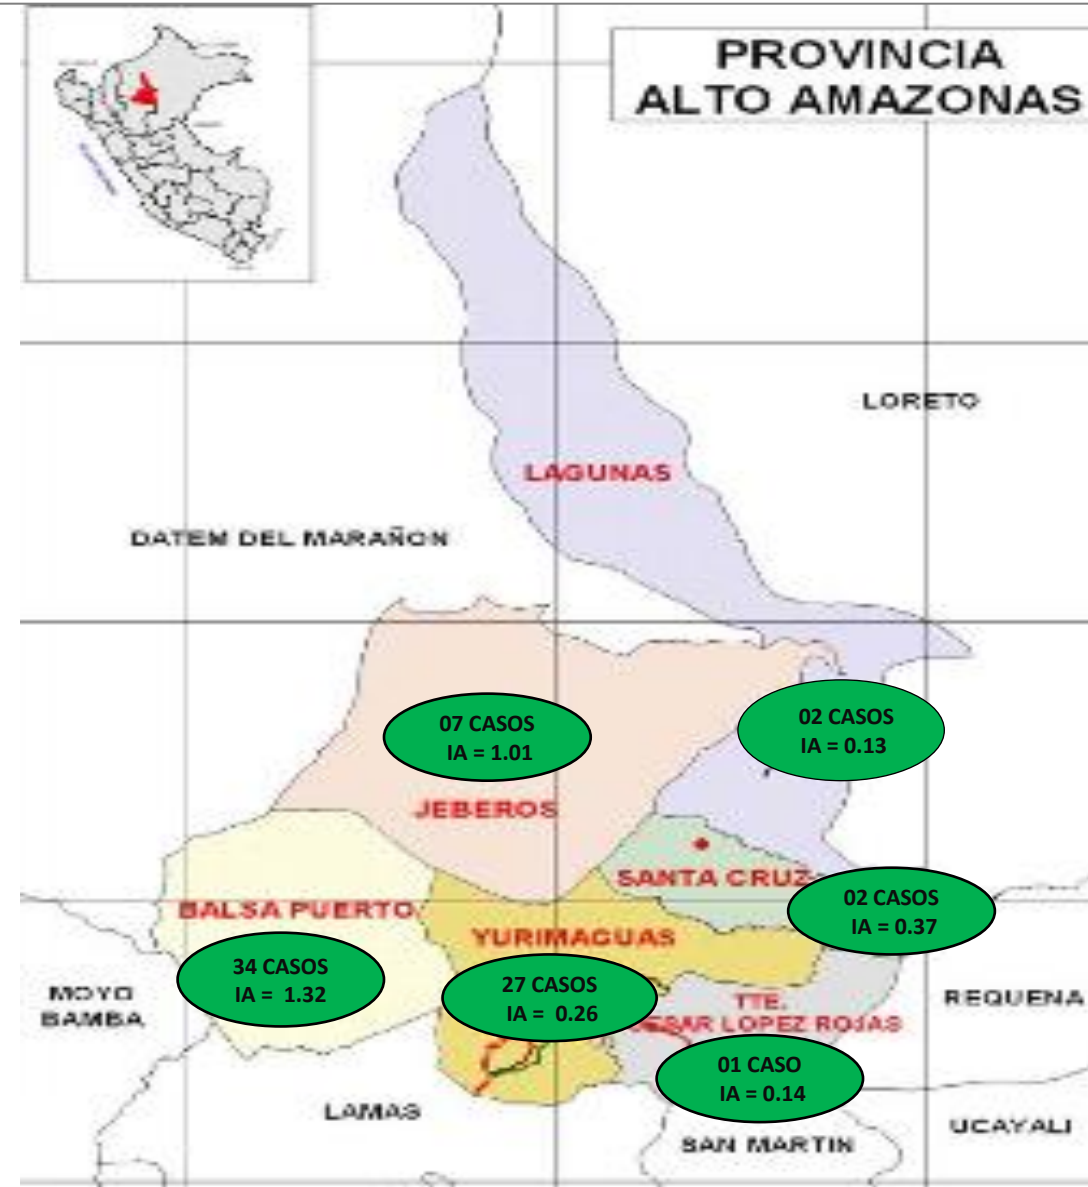 PROVINCIA
ALTO AMAZONAS
LORETO
LAGUNAS
DATEM DEL MARAÑON
07 CASOS
IA = 1.01
02 CASOS
IA = 0.13
JEBEROS
SANTA CRUZ
02 CASOS
IA = 0.37
BALSA PUERTO
YURIMAGUAS
34 CASOS
IA = 1.32
27 CASOS
IA = 0.26
MOYO
BAMBA
TTE.
ESAR LOPEZ ROJAS
REQUENA
01 CASO
IA = 0.14
LAMAS
SAN MARTIN
UCAYALI